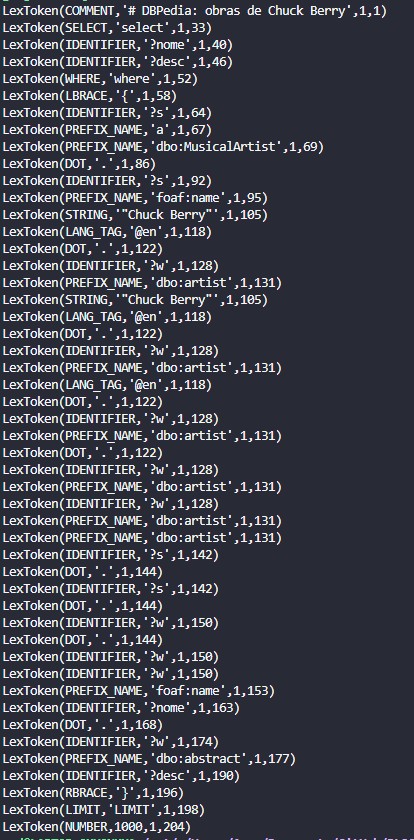 LexToken(COMMENT,'# DBPedia: obras de Chuck Berry',1,1)
LexToken(SELECT,'select',1,33)
LexToken(IDENTIFIER,'?nome',1,40)
LexToken(IDENTIFIER,'?desc',1,46)
LexToken(WHERE,'where',1,52)
LexToken(LBRACE,'{',1,58)
LexToken(IDENTIFIER,'?s',1,64)
LexToken(PREFIX_NAME,'a',1,67)
LexToken(PREFIX_NAME,'dbo:MusicalArtist',1,69)
LexToken(DOT,'.',1,86)
LexToken(IDENTIFIER,'?s',1,92)
LexToken(PREFIX_NAME,'foaf:name',1,95)
LexToken(STRING,'"Chuck Berry"',1,105)
LexToken(LANG_TAG,'@en',1,118)
LexToken(DOT,'.',1,122)
LexToken(IDENTIFIER,'?w',1,128)
LexToken(PREFIX_NAME,'dbo:artist',1,131)
LexToken(STRING,'"Chuck Berry"',1,105)
LexToken(LANG_TAG,'@en',1,118)
LexToken(DOT,'.',1,122)
LexToken(IDENTIFIER,'?w',1,128)
LexToken(PREFIX_NAME,'dbo:artist',1,131)
LexToken(LANG_TAG,'@en',1,118)
LexToken(DOT,'.',1,122)
LexToken(IDENTIFIER,'?w',1,128)
LexToken(PREFIX_NAME,'dbo:artist',1,131)
LexToken(DOT,'.',1,122)
LexToken(IDENTIFIER,'?w',1,128)
LexToken(PREFIX_NAME,'dbo:artist',1,131)
LexToken(IDENTIFIER,'?w',1,128)
LexToken(PREFIX_NAME,'dbo:artist',1,131)
LexToken(PREFIX_NAME,'dbo:artist',1,131)
LexToken(IDENTIFIER,'?s',1,142)
LexToken(DOT,'.',1,144)
LexToken(IDENTIFIER,'?s',1,142)
LexToken(DOT,'.',1,144)
LexToken(IDENTIFIER,'?w',1,150)
LexToken(DOT,'.',1,144)
LexToken(IDENTIFIER,'?w',1,150)
LexToken(IDENTIFIER,'?w',1,150)
LexToken(PREFIX_NAME,'foaf:name',1,153)
LexToken(IDENTIFIER,'?nome',1,163)
LexToken(DOT,'.',1,168)
LexToken(IDENTIFIER,'?w',1,174)
LexToken(PREFIX_NAME,'dbo:abstract',1,177)
LexToken(IDENTIFIER,'?desc',1,190)
LexToken(RBRACE,'}',1,196)
LexToken(LIMIT,'LIMIT',1,198)
LexToken(NUMBER,1000,1,204)